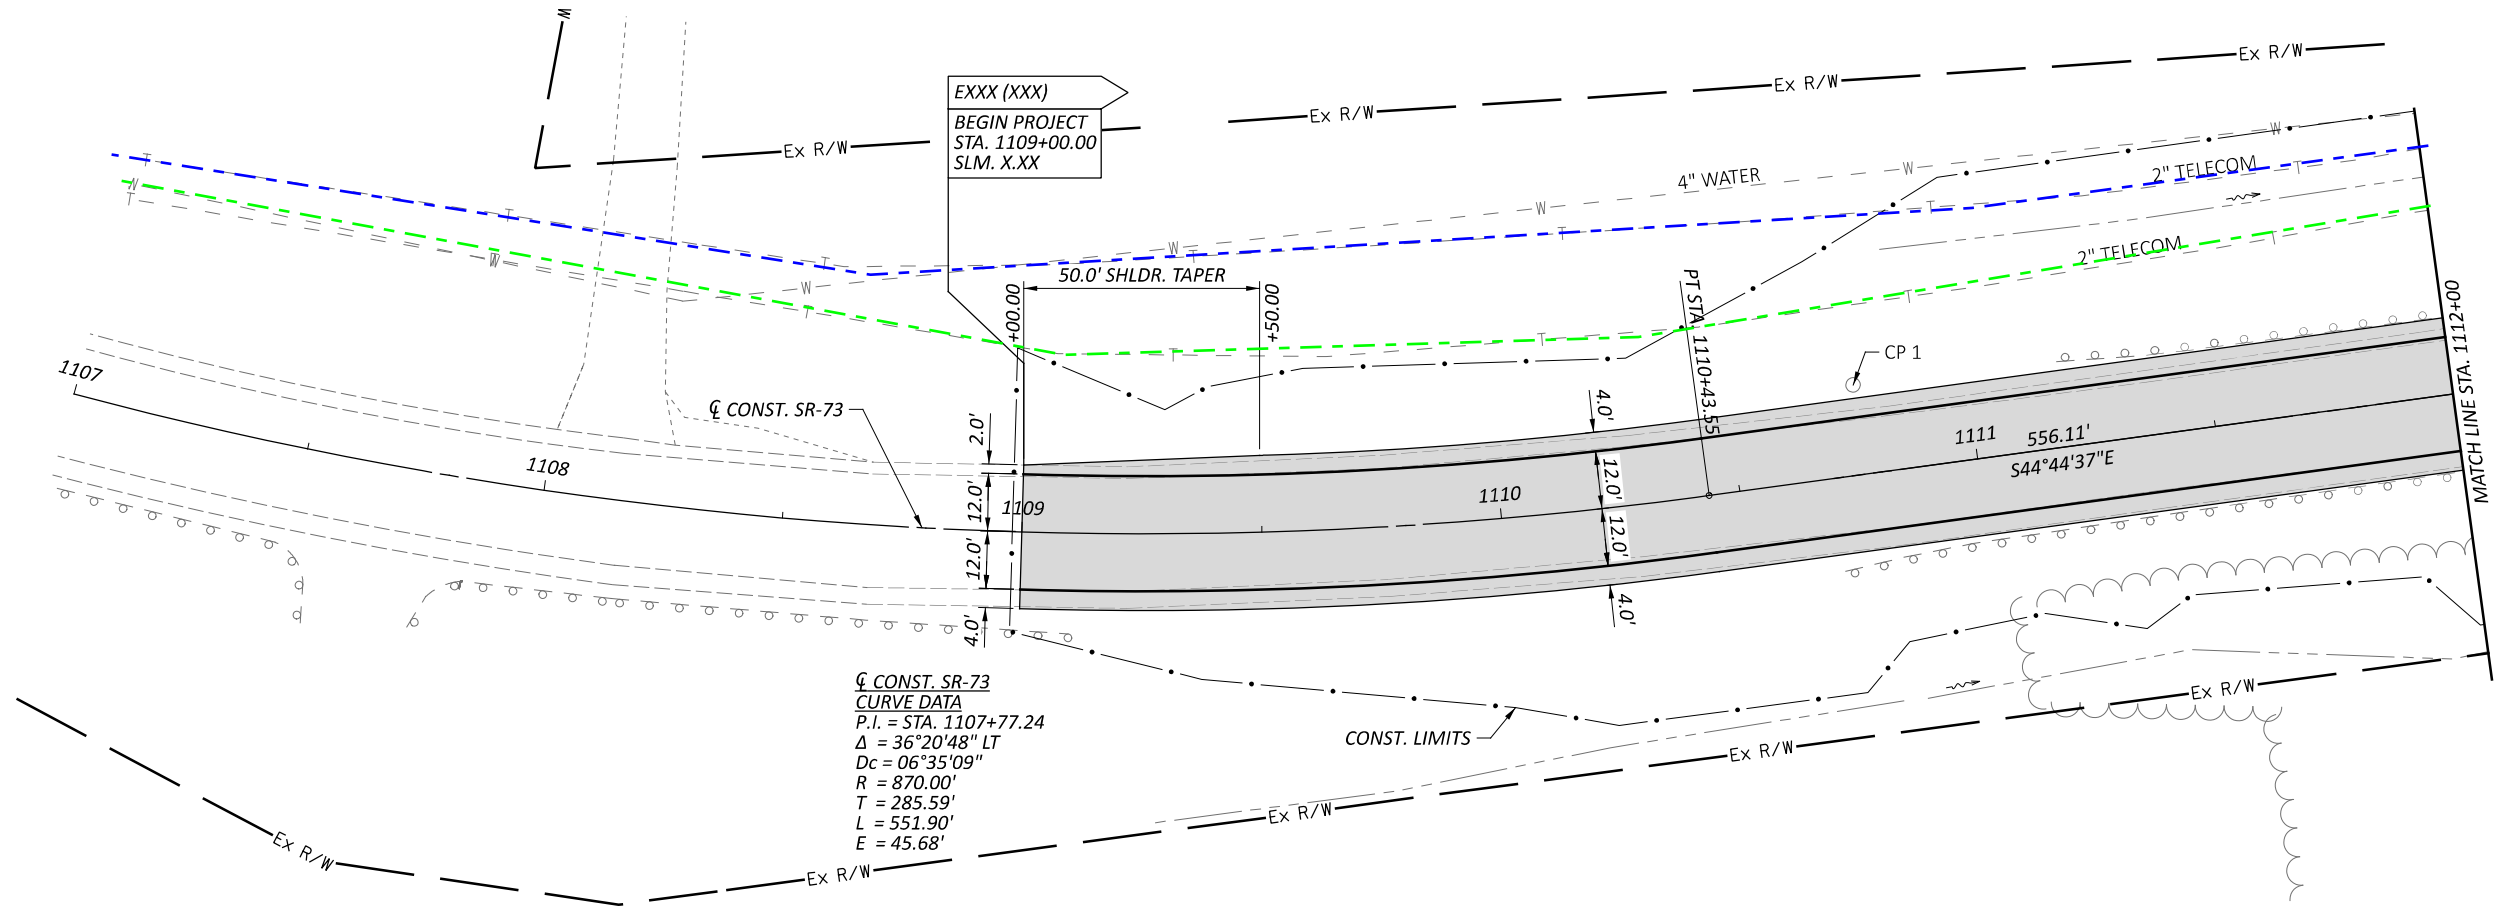 W
Ex R/W
Ex R/W
Ex R/W
Ex R/W
EXXX (XXX)
BEGIN PROJECT
STA. 1109+00.00
SLM. X.XX
T
W
T
T
W
T
W
T
W
T
W
T
W
T
W
T
W
T
T
T
T
T
4" WATER
2" TELECOM
2" TELECOM
50.0' SHLDR. TAPER
+00.00
+50.00
PT STA. 1110+43.55
MATCH LINE STA. 1112+00
CP 1
1107
1108
1109
1110
1111
556.11'
S44°44'37"E
℄ CONST. SR-73
2.0'
12.0'
12.0'
4.0'
4.0'
12.0'
12.0'
4.0'
℄ CONST. SR-73
CURVE DATA
P.I. = STA. 1107+77.24
Δ = 36°20'48" LT
Dc = 06°35'09"
R = 870.00'
T = 285.59'
L = 551.90'
E = 45.68'
CONST. LIMITS
Ex R/W
Ex R/W
Ex R/W
Ex R/W
Ex R/W